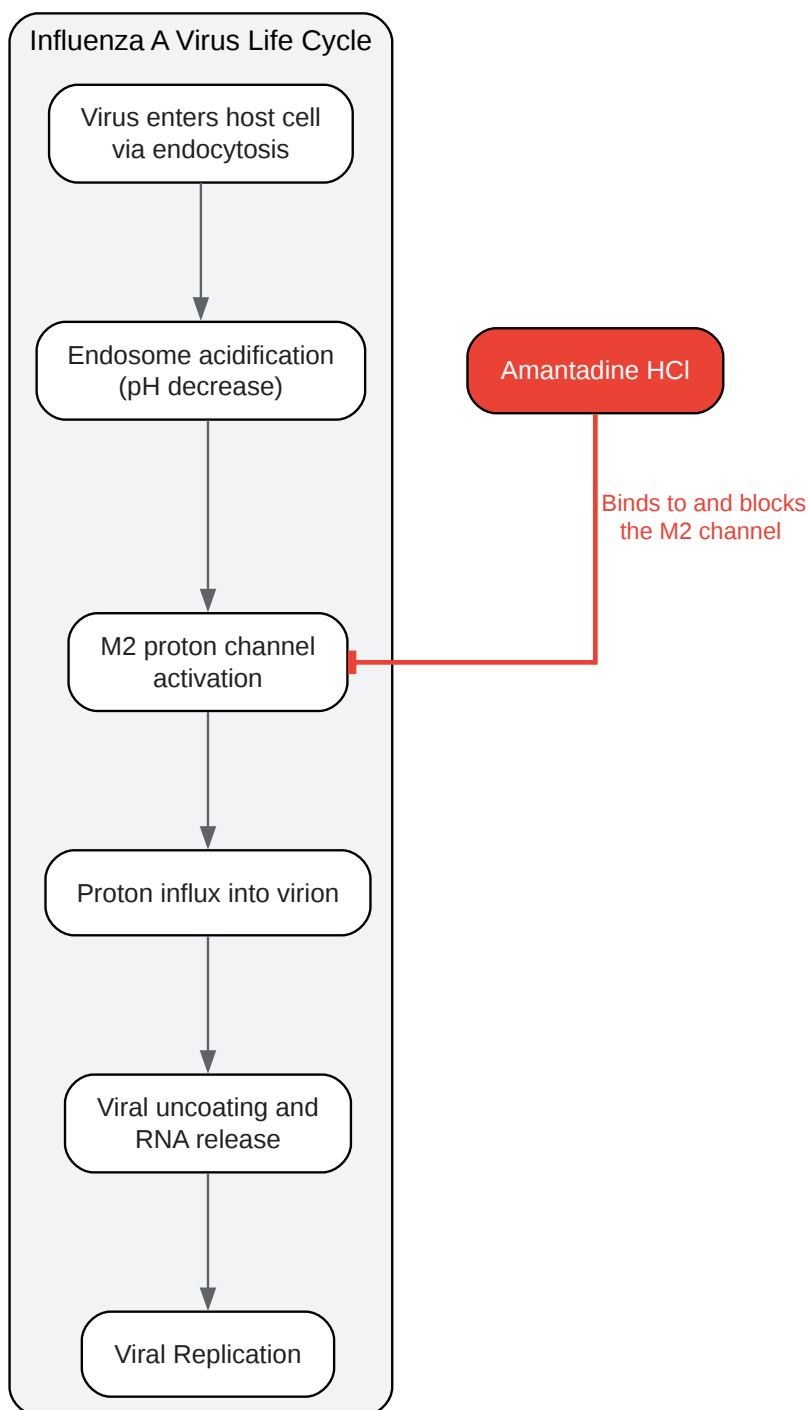 Influenza A Virus Life Cycle
Virus enters host cell
via endocytosis
Endosome acidification
(pH decrease)
Amantadine HCl
Binds to and blocks
the M2 channel
M2 proton channel
activation
Proton influx into virion
Viral uncoating and
RNA release
Viral Replication